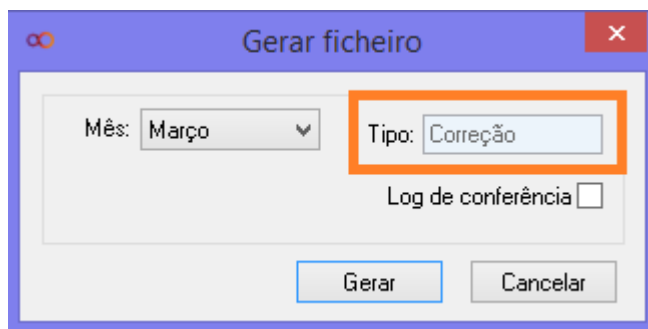 Gerar ficheiro
Mês: Março Tipo: Correção
Log de conferência
Gerar Cancelar